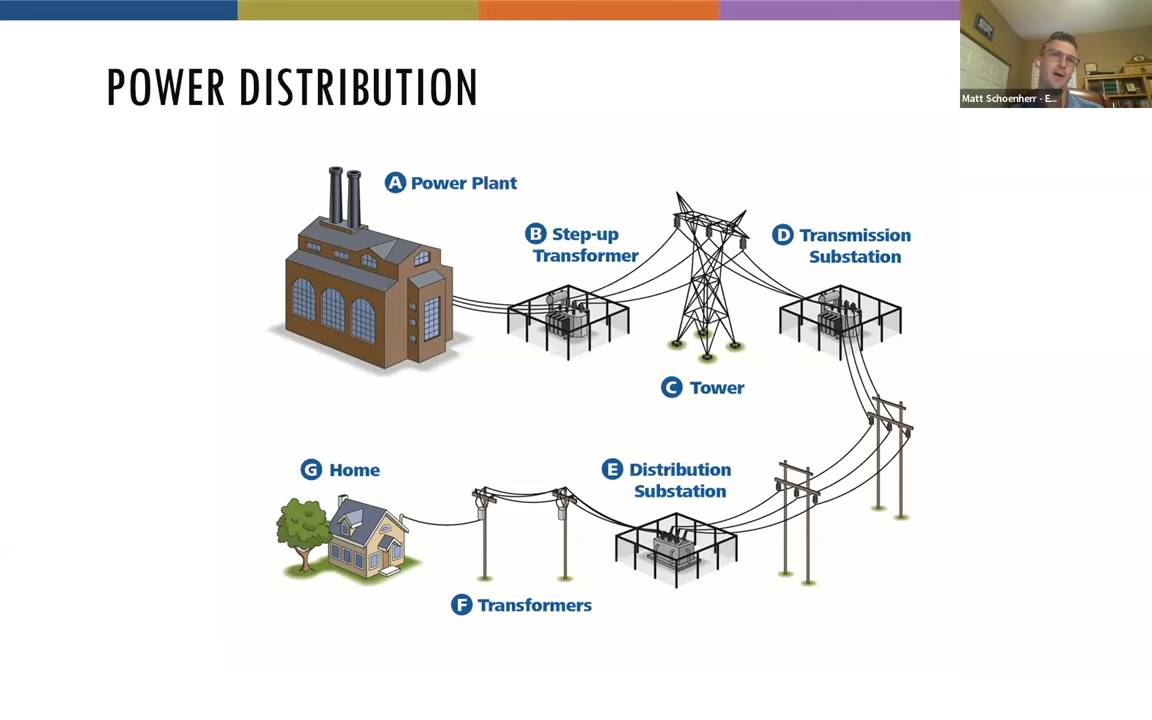 POWER DISTRIBUTION
Matt Schoenherr - E...
A Power Plant
B Step-up
Transformer
D Transmission
Substation
C Tower
G Home
E Distribution
Substation
F Transformers